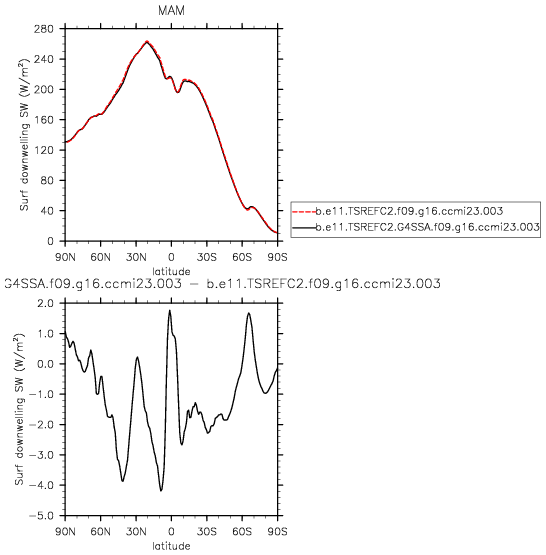 MAM
280
240
200
160
120
80
40
0
Surf downwelling SW (W/m²)
90N 60N 30N 0 30S 60S 90S
latitude
b.e11.TSREFC2.f09.g16.ccmi23.003
b.e11.TSREFC2.G4SSA.f09.g16.ccmi23.003
G4SSA.f09.g16.ccmi23.003 − b.e11.TSREFC2.f09.g16.ccmi23.003
2.0
1.0
0.0
−1.0
−2.0
−3.0
−4.0
−5.0
Surf downwelling SW (W/m²)
90N 60N 30N 0 30S 60S 90S
latitude